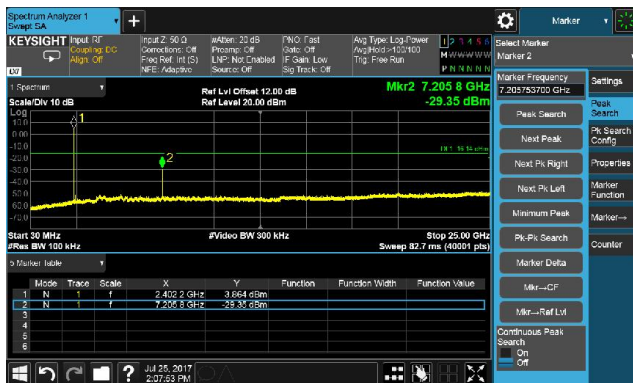 Spectrum Analyzer 1
Swept SA
Marker
KEYSIGHT
Input: RF
Coupling: DC
Align: Off
Input Z: 50 Ω
Corrections: Off
Freq Ref: Int (S)
NFE: Adaptive
#Atten: 20 dB
Preamp: Off
LNP: Not Enabled
Source: Off
PNO: Fast
Gate: Off
IF Gain: Low
Sig Track: Off
Avg Type: Log-Power
Avg|Hold >100/100
Trig: Free Run
1 2 3 4 5 6
M W W W W W
P N N N N N
Select Marker
Marker 2
1 Spectrum
Scale/Div 10 dB
Ref Lvl Offset 12.00 dB
Ref Level 20.00 dBm
Mkr2 7.205 8 GHz
-29.35 dBm
Marker Frequency
7.205753700 GHz
Settings
Peak Search
Next Peak
Next Pk Right
Next Pk Left
Minimum Peak
Pk-Pk Search
Marker Delta
Mkr→CF
Mkr→Ref Lvl
Continuous Peak
Search
On
Off
Peak
Search
Pk Search
Config
Properties
Marker
Function
Marker→
Counter
Log
10.0
0.00
-10.0
-20.0
-30.0
-40.0
-50.0
-60.0
-70.0
1
2
DL1 -16.14 dBm
Start 30 MHz
#Res BW 100 kHz
#Video BW 300 kHz
Stop 25.00 GHz
Sweep 82.7 ms (40001 pts)
5 Marker Table
Mode Trace Scale X Y Function Function Width Function Value
1 N 1 f 2.402 2 GHz 3.864 dBm
2 N 1 f 7.205 8 GHz -29.35 dBm
3
4
5
6
?
Jul 25, 2017
2:07:53 PM